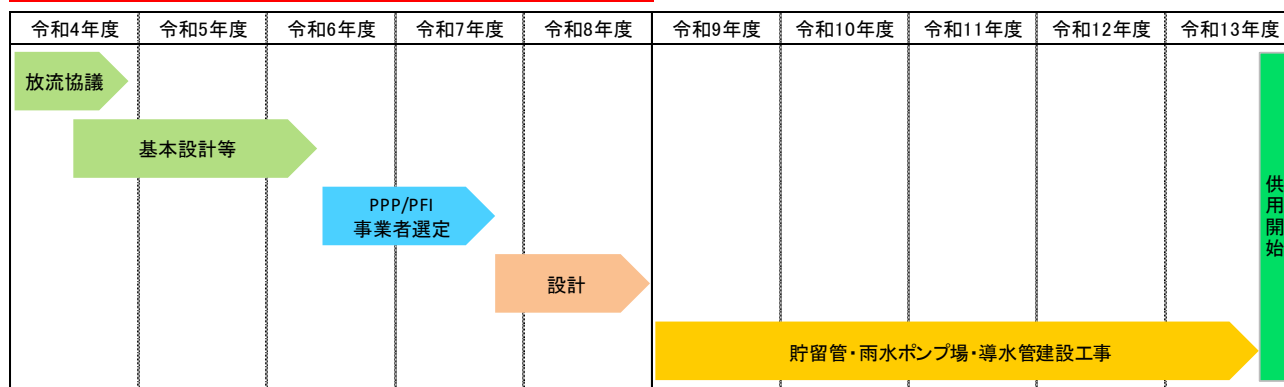 令和4年度 令和5年度 令和6年度 令和7年度 令和8年度 令和9年度 令和10年度 令和11年度 令和12年度 令和13年度
放流協議
基本設計等
PPP/PFI
事業者選定
設計
貯留管・雨水ポンプ場・導水管建設工事
供用開始